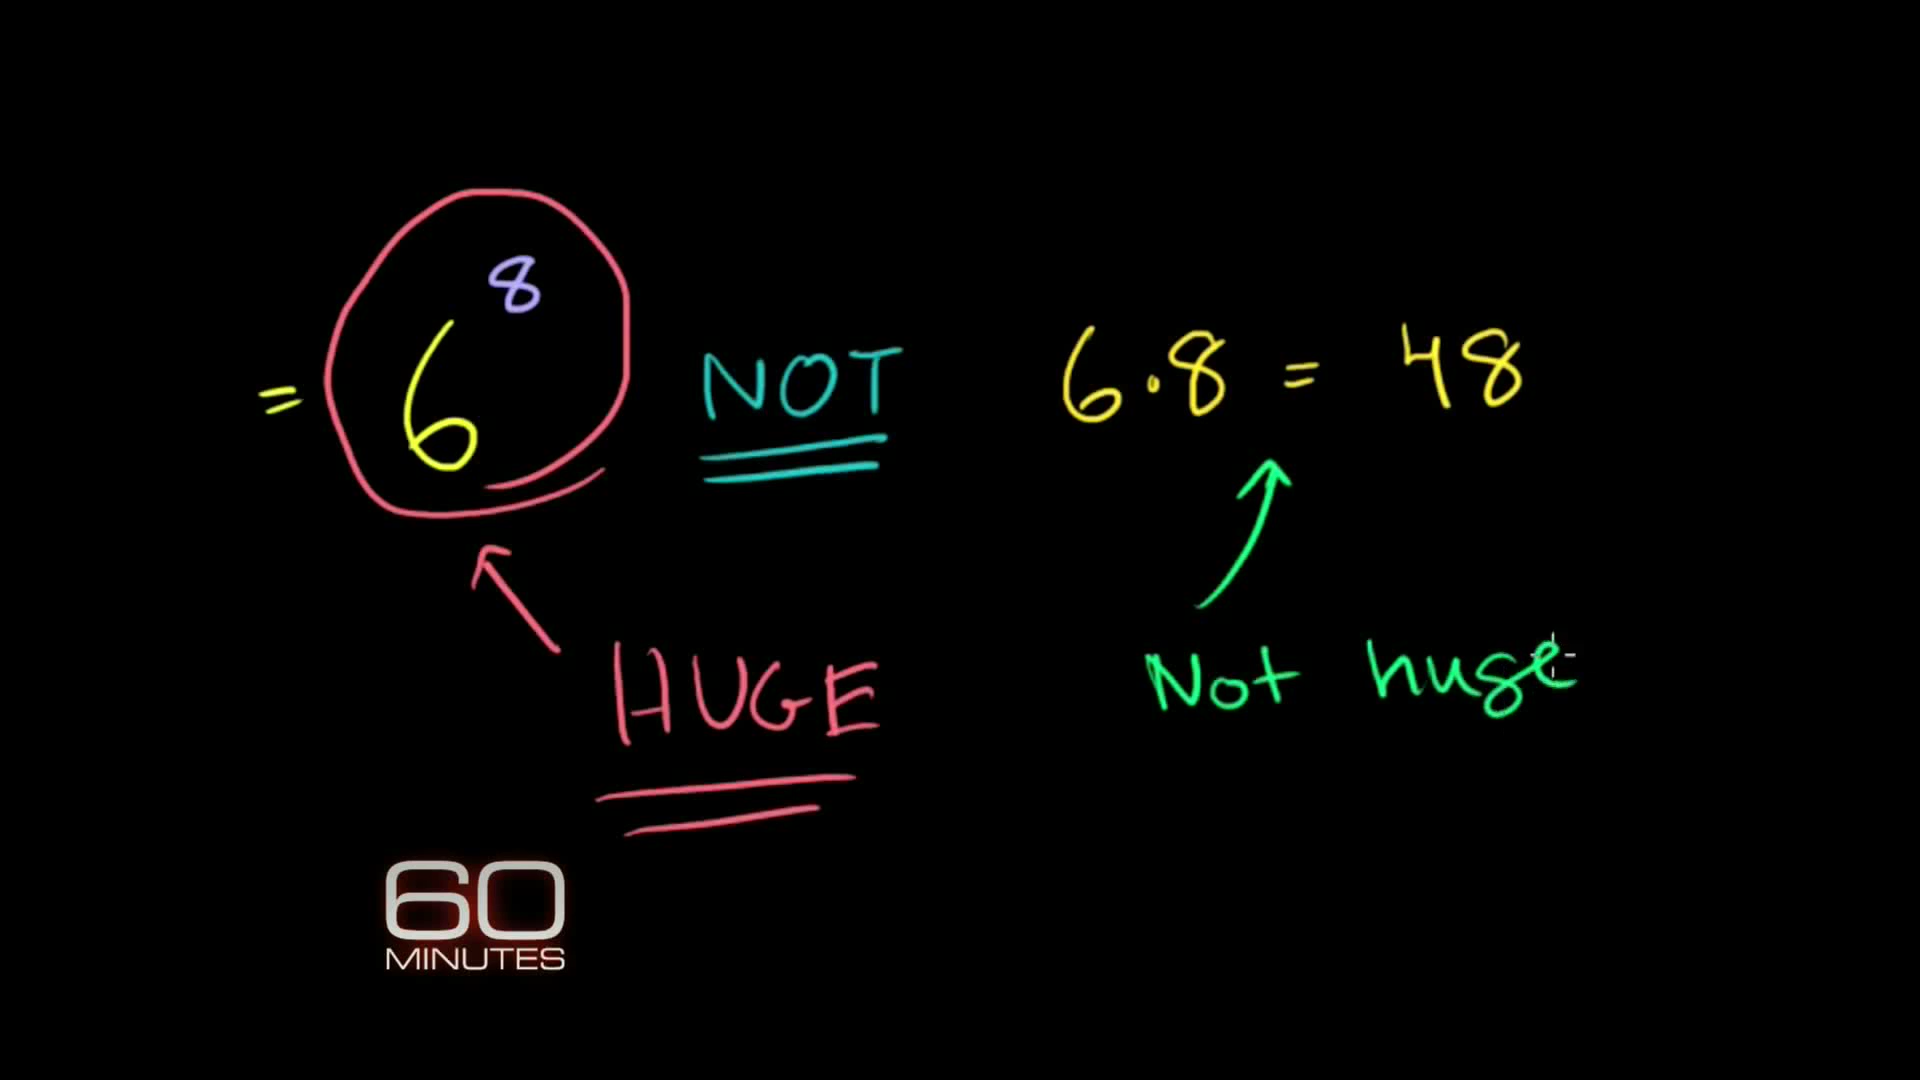 = 6⁸ NOT 6·8 = 48
HUGE Not huge
60
MINUTES